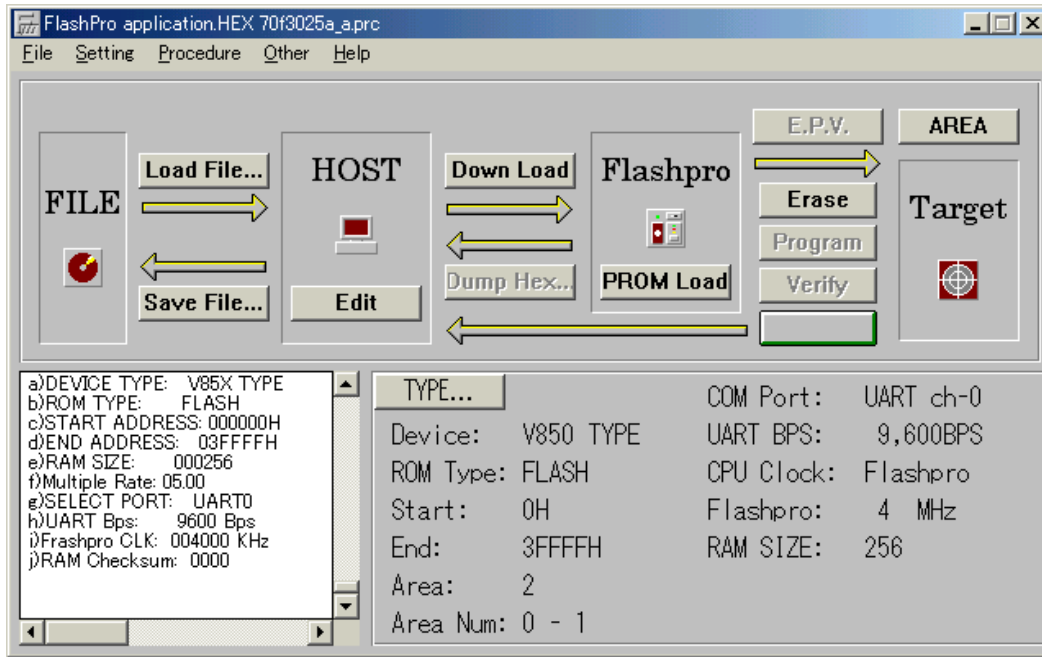 FlashPro application.HEX 70f3025a_a.prc
File Setting Procedure Other Help
E.P.V.
AREA
FILE
Load File...
HOST
Down Load
Flashpro
Erase
Target
Program
Save File...
Edit
Dump Hex...
PROM Load
Verify
a)DEVICE TYPE: V85X TYPE
b)ROM TYPE: FLASH
c)START ADDRESS: 000000H
d)END ADDRESS: 03FFFFH
e)RAM SIZE: 000256
f)Multiple Rate: 05.00
g)SELECT PORT: UART0
h)UART Bps: 9600 Bps
i)Frashpro CLK: 004000 KHz
j)RAM Checksum: 0000
TYPE...
Device: V850 TYPE
ROM Type: FLASH
Start: 0H
End: 3FFFFH
Area: 2
Area Num: 0 - 1
COM Port: UART ch-0
UART BPS: 9,600BPS
CPU Clock: Flashpro
Flashpro: 4 MHz
RAM SIZE: 256